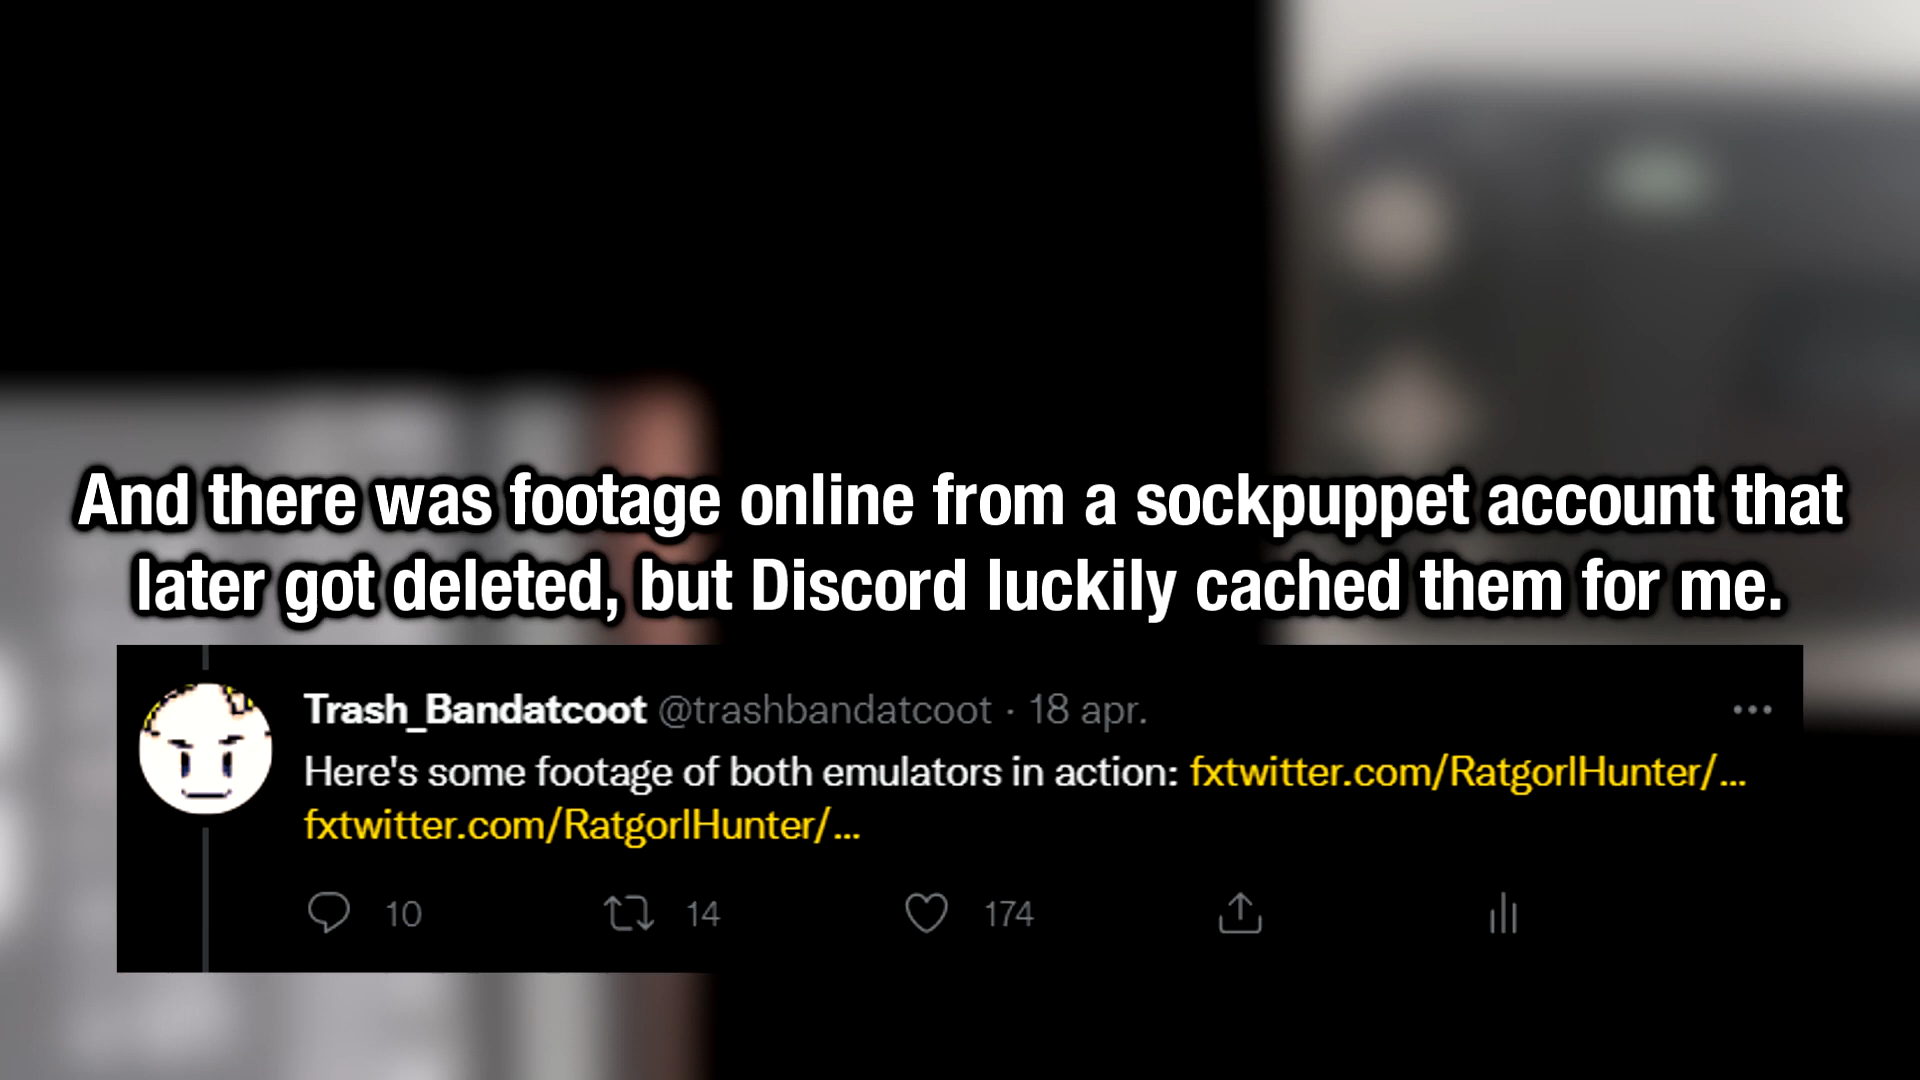 And there was footage online from a sockpuppet account that
later got deleted, but Discord luckily cached them for me.
Trash_Bandatcoot @trashbandatcoot · 18 apr.
Here's some footage of both emulators in action: fxtwitter.com/RatgorlHunter/...
fxtwitter.com/RatgorlHunter/...
10 14 174